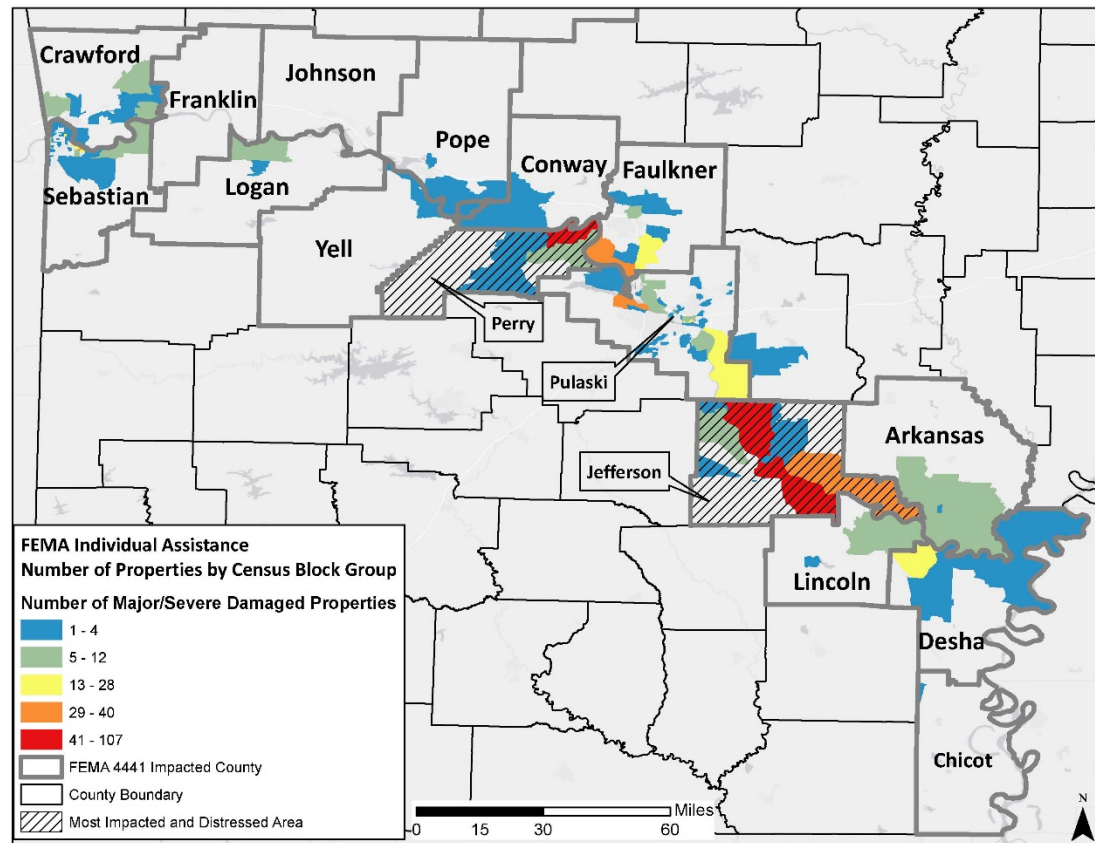 Crawford
Johnson
Franklin
Pope
Conway
Faulkner
Sebastian
Logan
Yell
Perry
Pulaski
Arkansas
Jefferson
Lincoln
Desha
Chicot
FEMA Individual Assistance
Number of Properties by Census Block Group
Number of Major/Severe Damaged Properties
1 - 4
5 - 12
13 - 28
29 - 40
41 - 107
FEMA 4441 Impacted County
County Boundary
Most Impacted and Distressed Area
Miles
0 15 30 60
N